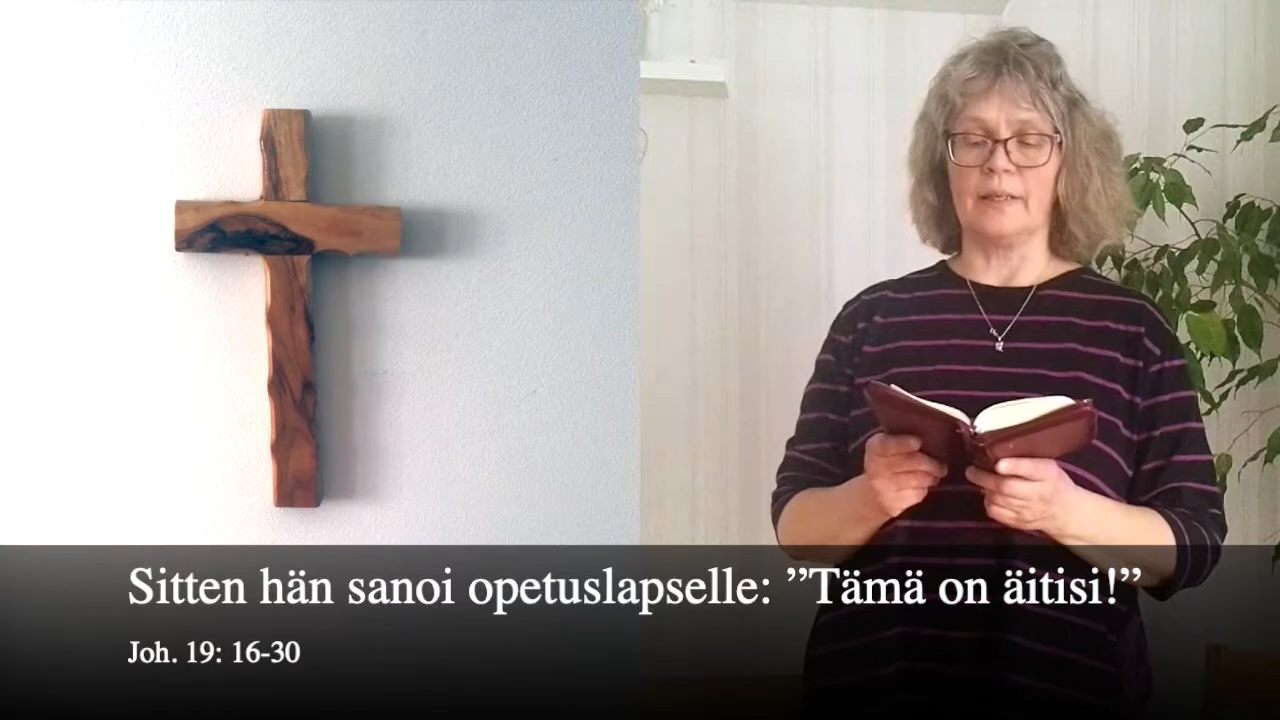 Sitten hän sanoi opetuslapselle: ”Tämä on äitisi!”
Joh. 19: 16-30